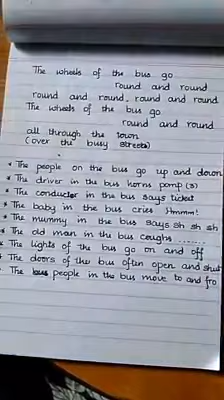 The wheels of the bus go
round and round
round and round, round and round
The wheels of the bus go
round and round
all through the town
(over the busy streets)
* The people on the bus go up and down
* The driver in the bus horns pomp (3)
* The conductor in the bus says ticket
* The baby in the bus cries Hmmm!
* The mummy in the bus says sh sh sh
* The old man in the bus coughs .......
* The lights of the bus go on and off
* The doors of the bus often open and shut
* The people in the bus move to and fro